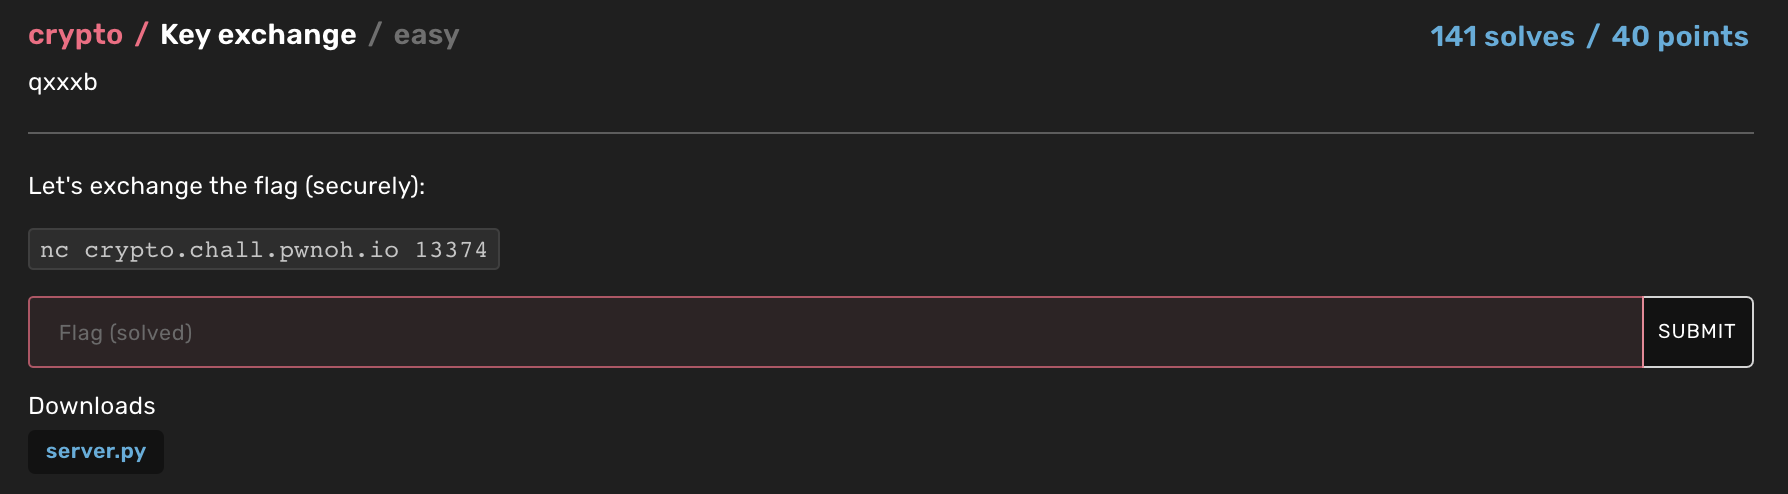 crypto / Key exchange / easy
141 solves / 40 points
qxxxb
Let's exchange the flag (securely):
nc crypto.chall.pwnoh.io 13374
Flag (solved)
SUBMIT
Downloads
server.py